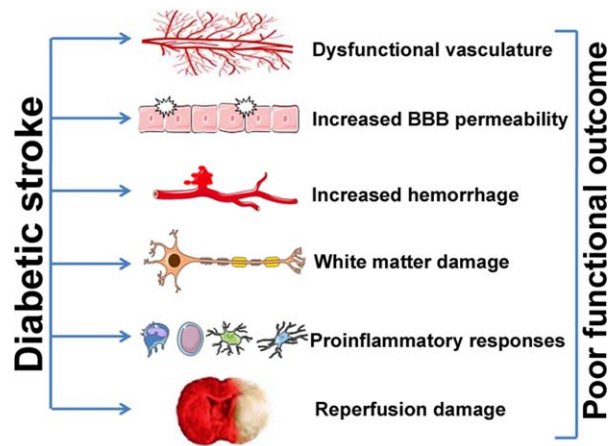 Diabetic stroke
Dysfunctional vasculature
Increased BBB permeability
Increased hemorrhage
White matter damage
Proinflammatory responses
Reperfusion damage
Poor functional outcome